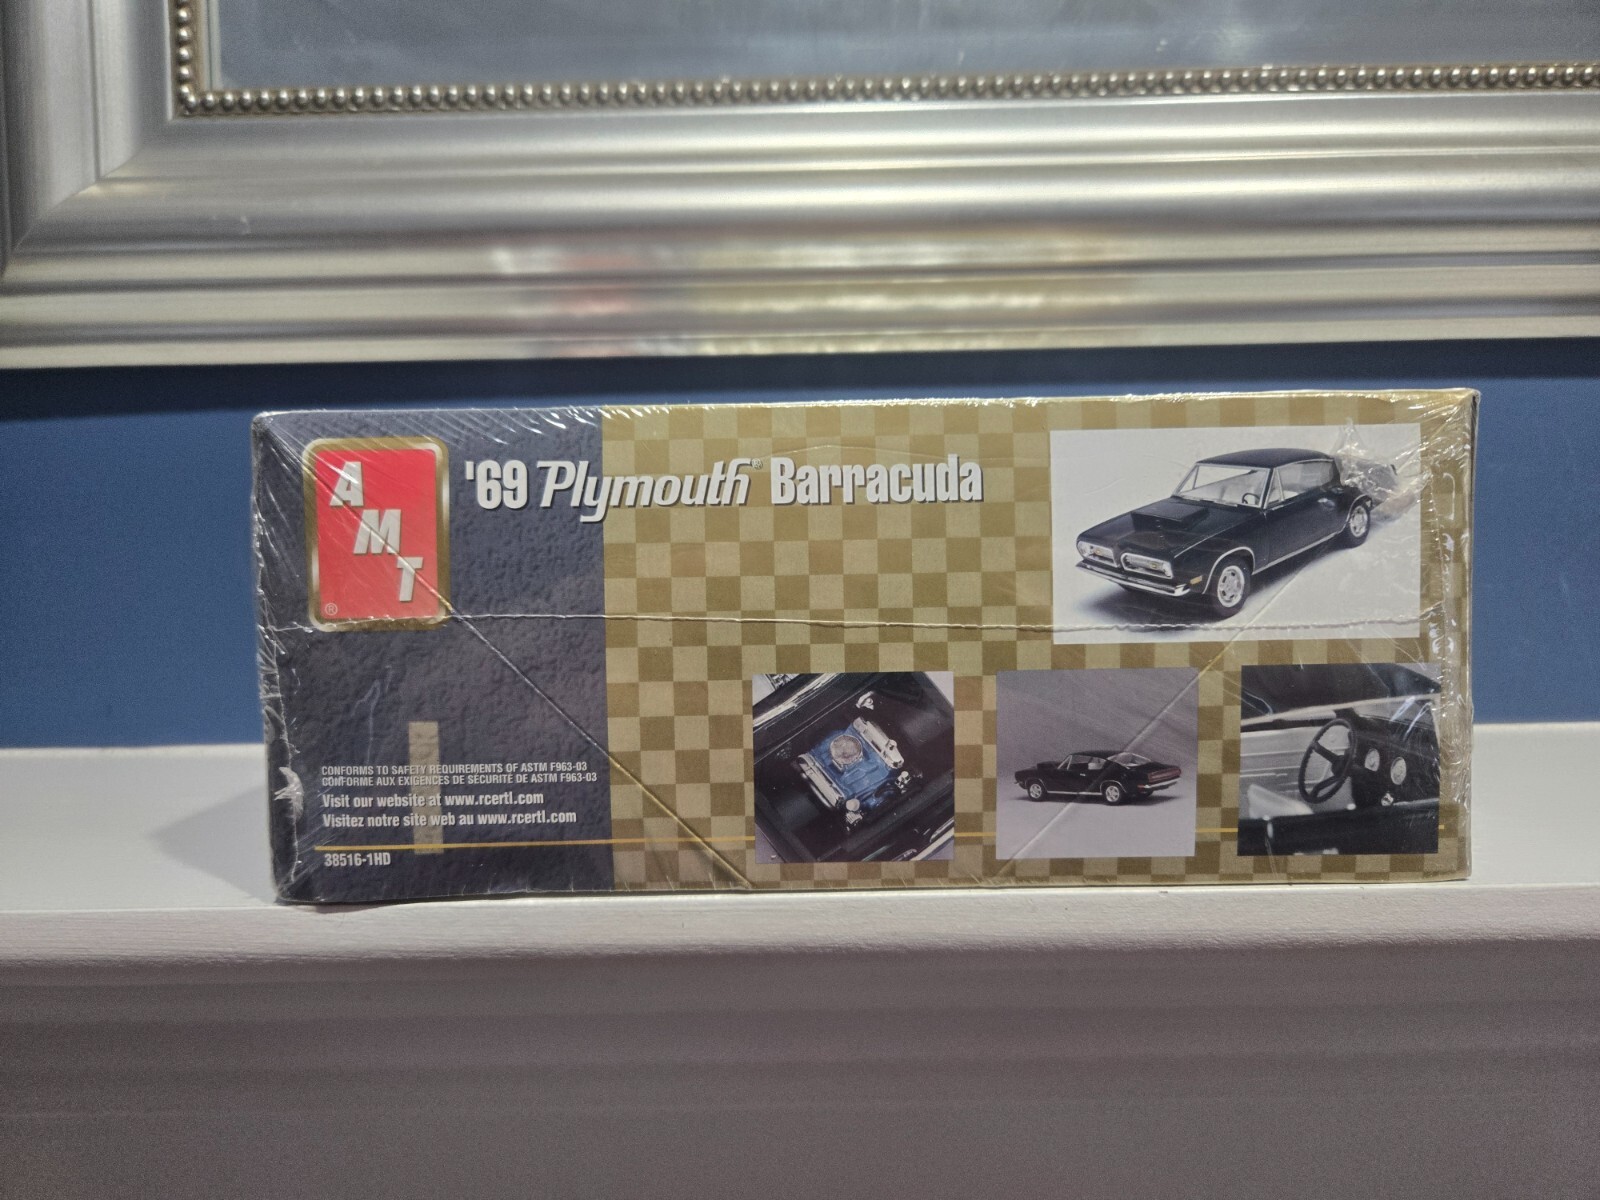 AMT
®
'69 Plymouth® Barracuda
CONFORMS TO SAFETY REQUIREMENTS OF ASTM F963-03
CONFORME AUX EXIGENCES DE SÉCURITÉ DE ASTM F963-03
Visit our website at www.rcertl.com
Visitez notre site web au www.rcertl.com
38516-1HD